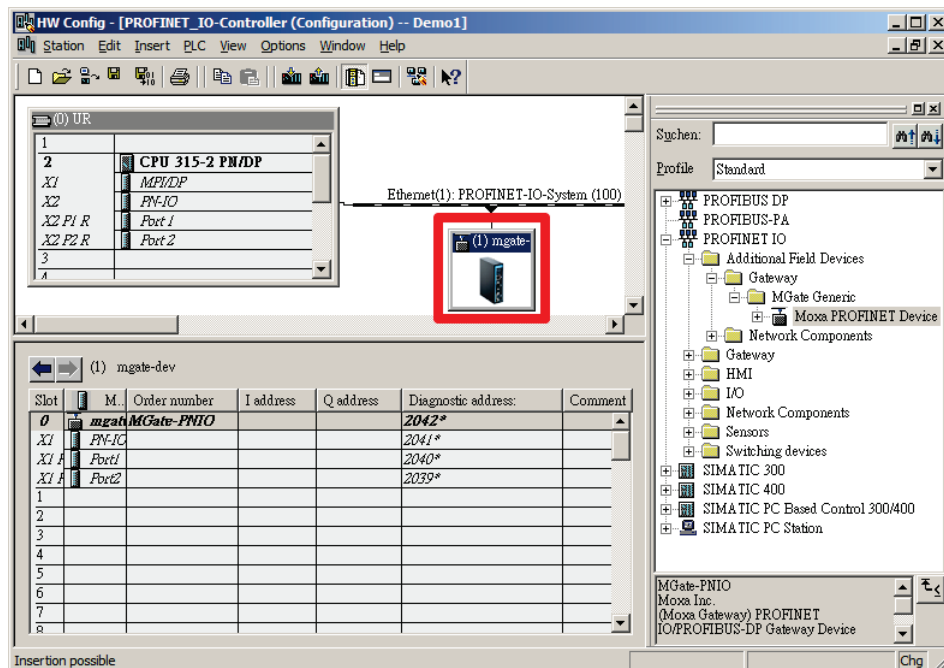 HW Config - [PROFINET_IO-Controller (Configuration) -- Demo1]
Station Edit Insert PLC View Options Window Help
(0) UR
1
2 CPU 315-2 PN/DP
X1 MPI/DP
X2 PN-IO
X2 P1 R Port 1
X2 P2 R Port 2
3
4
Ethernet(1): PROFINET-IO-System (100)
(1) mgate-
(1) mgate-dev
Slot M... Order number I address Q address Diagnostic address: Comment
0 mgate MGate-PNIO 2042*
X1 PN-IO 2041*
X1 P Port1 2040*
X1 P Port2 2039*
1
2
3
4
5
6
7
8
Suchen:
Profile Standard
PROFIBUS DP
PROFIBUS-PA
PROFINET IO
Additional Field Devices
Gateway
MGate Generic
Moxa PROFINET Device
Network Components
Gateway
HMI
I/O
Network Components
Sensors
Switching devices
SIMATIC 300
SIMATIC 400
SIMATIC PC Based Control 300/400
SIMATIC PC Station
MGate-PNIO
Moxa Inc.
(Moxa Gateway) PROFINET
IO/PROFIBUS-DP Gateway Device
Insertion possible
Chg